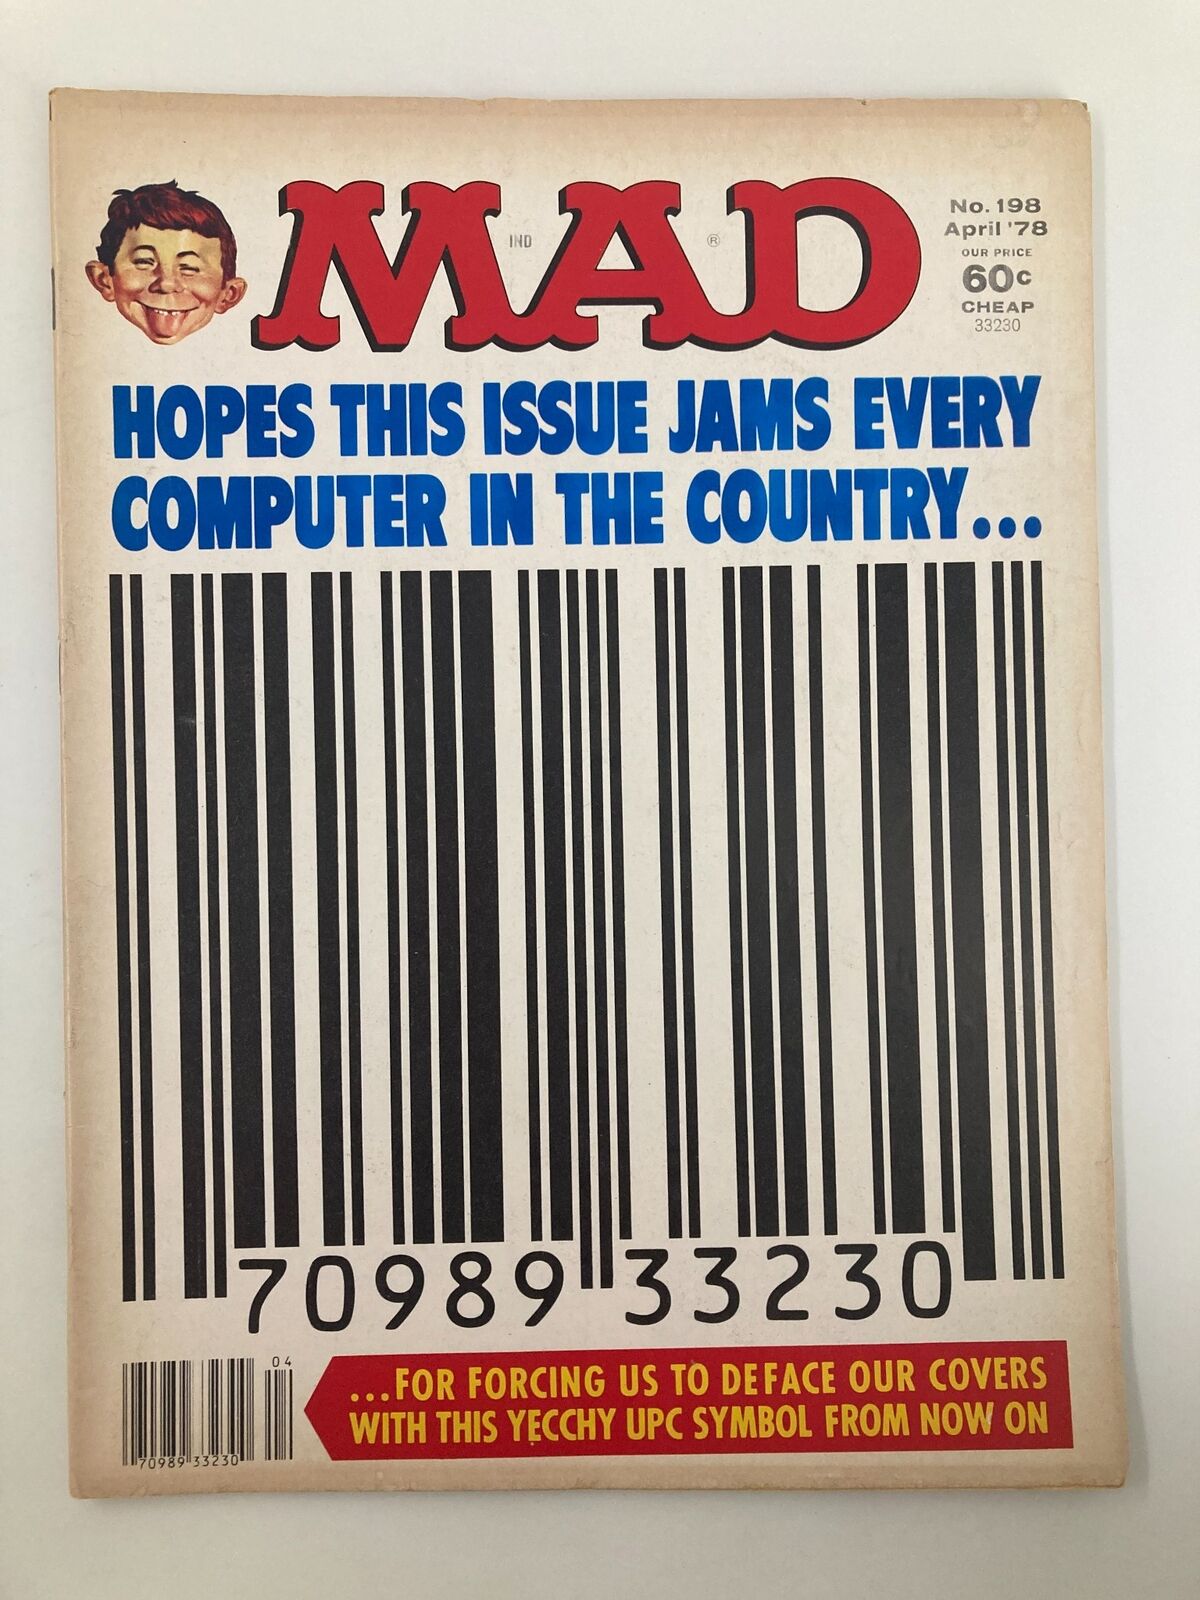 MAD
IND
®
No. 198
April '78
OUR PRICE
60c
CHEAP
33230
HOPES THIS ISSUE JAMS EVERY
COMPUTER IN THE COUNTRY...
70989 33230
04
70989 33230
...FOR FORCING US TO DEFACE OUR COVERS
WITH THIS YECCHY UPC SYMBOL FROM NOW ON